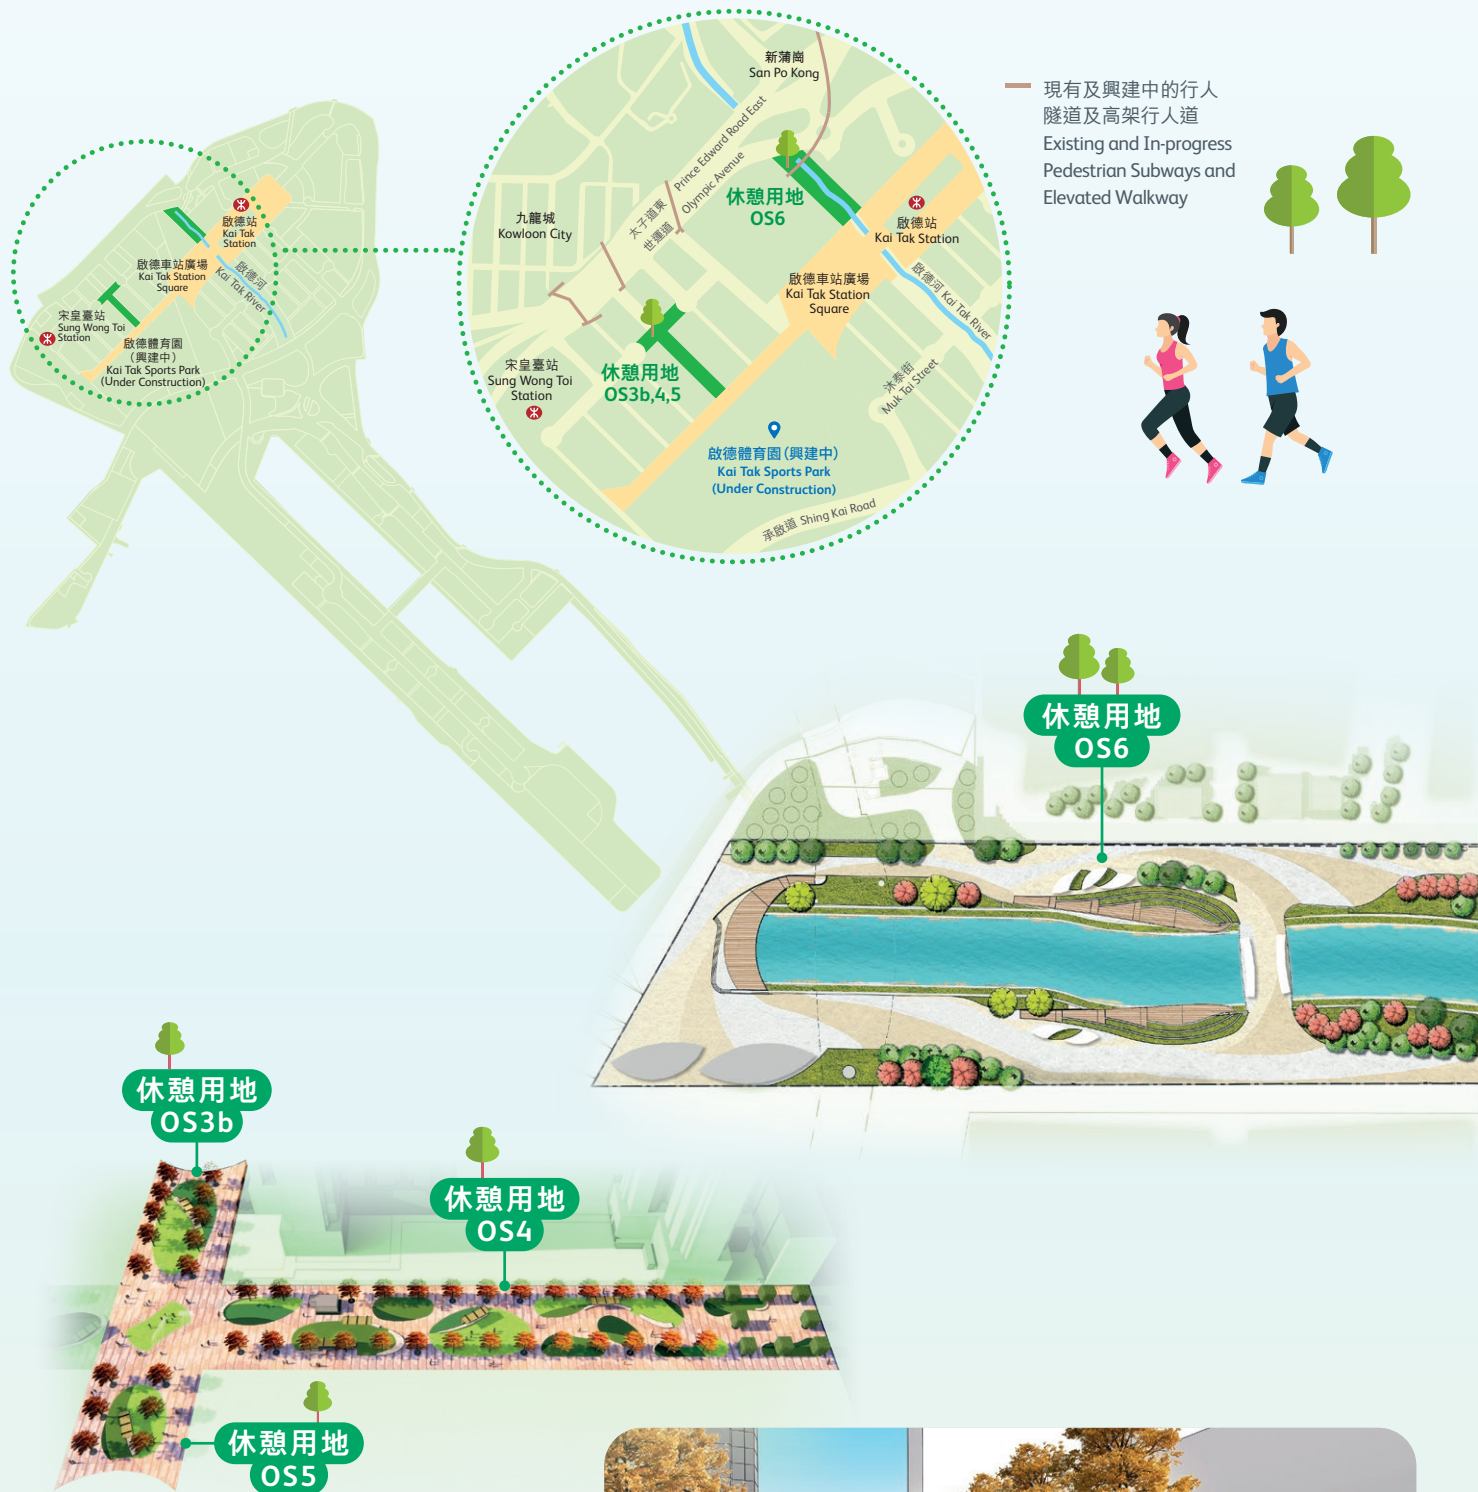 啟德站
Kai Tak
Station
啟德車站廣場
Kai Tak Station
Square
啟德河
Kai Tak River
宋皇臺站
Sung Wong Toi
Station
啟德體育園
(興建中)
Kai Tak Sports Park
(Under Construction)
新蒲崗
San Po Kong
太子道東 Prince Edward Road East
世運道 Olympic Avenue
九龍城
Kowloon City
休憩用地
OS6
啟德站
Kai Tak Station
啟德車站廣場
Kai Tak Station
Square
啟德河 Kai Tak River
宋皇臺站
Sung Wong Toi
Station
休憩用地
OS3b,4,5
沐泰街
Muk Tai Street
啟德體育園(興建中)
Kai Tak Sports Park
(Under Construction)
承啟道 Shing Kai Road
現有及興建中的行人
隧道及高架行人道
Existing and In-progress
Pedestrian Subways and
Elevated Walkway
休憩用地
OS6
休憩用地
OS3b
休憩用地
OS4
休憩用地
OS5